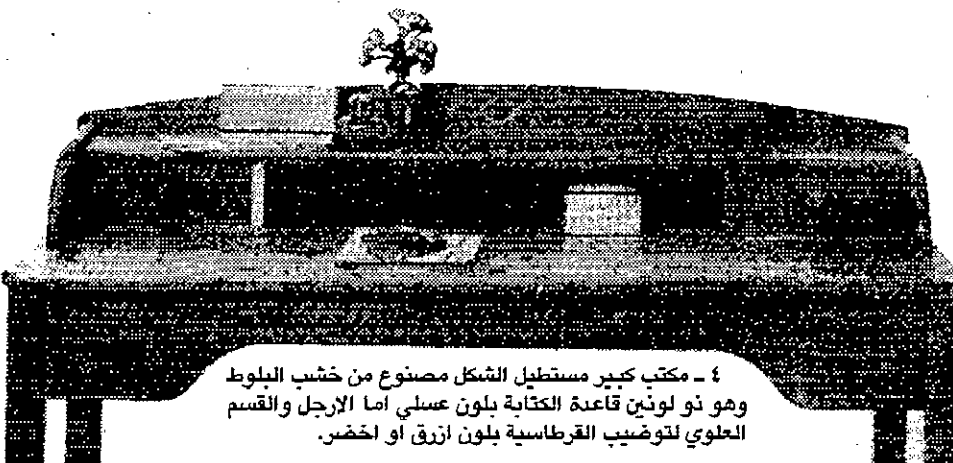 ٤ ـ مكتب كبير مستطيل الشكل مصنوع من خشب البلوط
وهو ذو لونين قاعدة الكتابة بلون عسلي اما الارجل والقسم
العلوي لتوضيب القرطاسية بلون ازرق او اخضر.